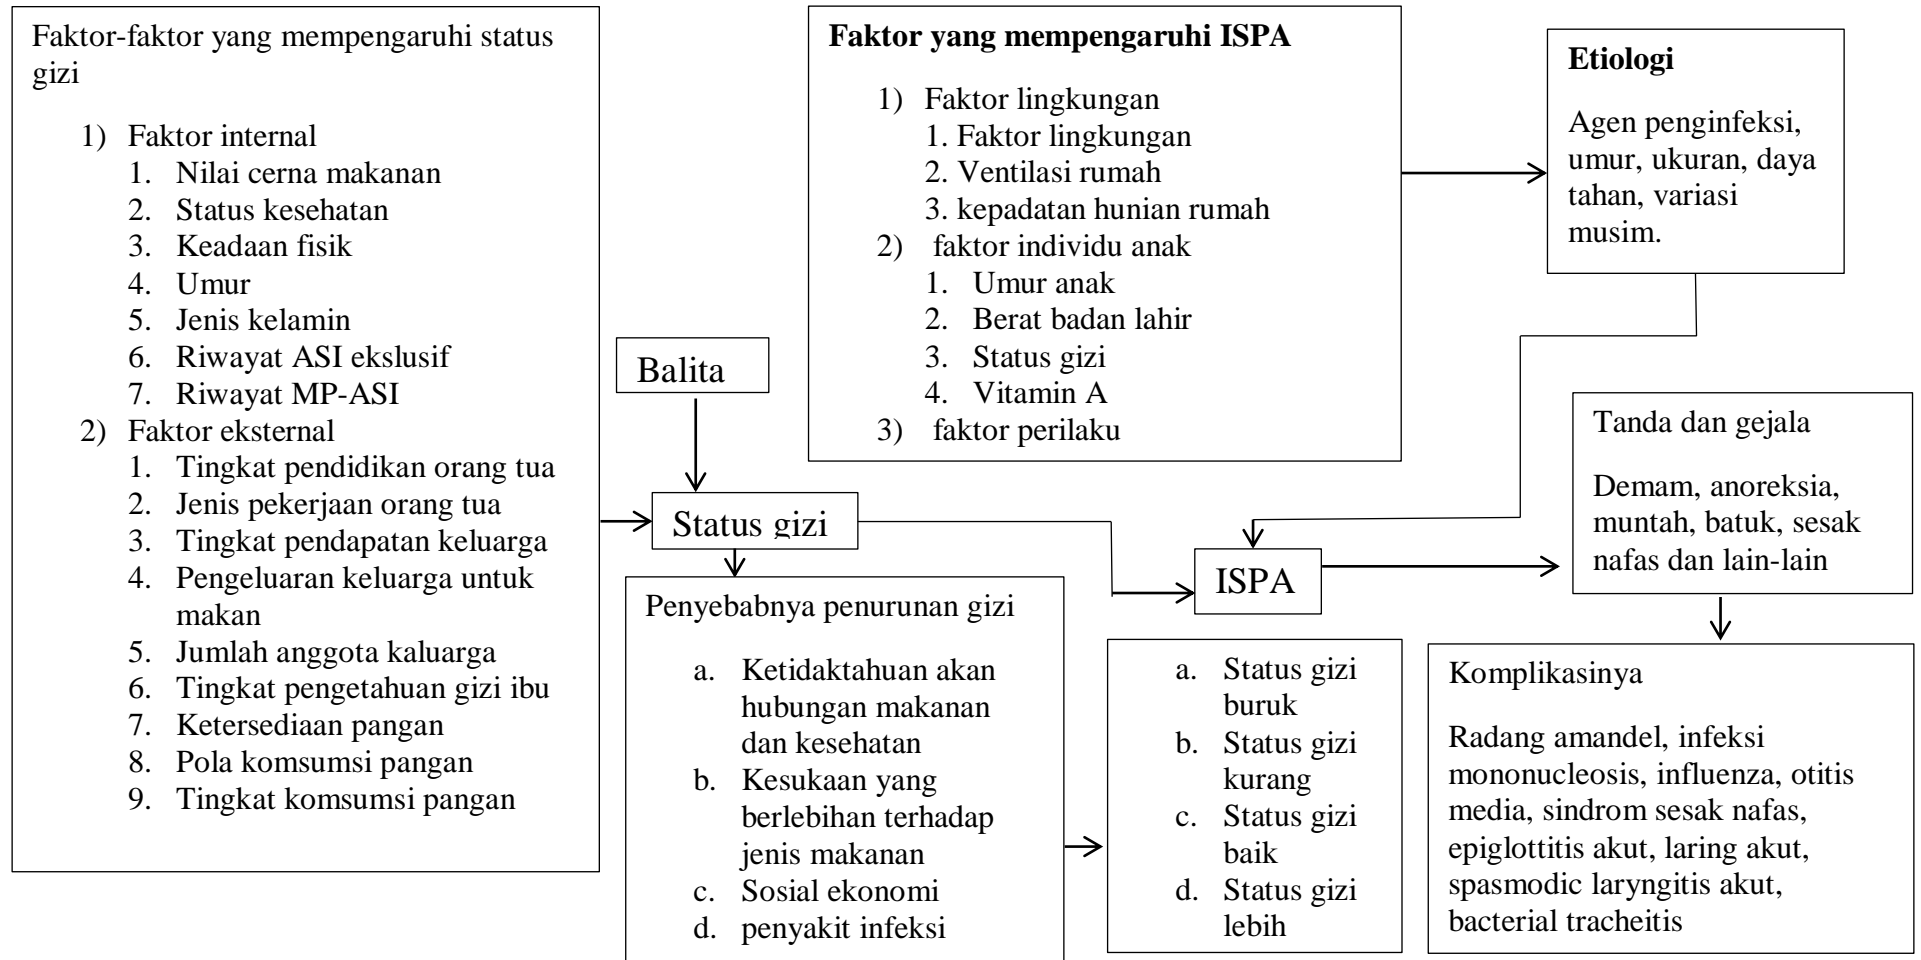 Faktor-faktor yang mempengaruhi status
gizi
1) Faktor internal
1. Nilai cerna makanan
2. Status kesehatan
3. Keadaan fisik
4. Umur
5. Jenis kelamin
6. Riwayat ASI ekslusif
7. Riwayat MP-ASI
2) Faktor eksternal
1. Tingkat pendidikan orang tua
2. Jenis pekerjaan orang tua
3. Tingkat pendapatan keluarga
4. Pengeluaran keluarga untuk
makan
5. Jumlah anggota kaluarga
6. Tingkat pengetahuan gizi ibu
7. Ketersediaan pangan
8. Pola komsumsi pangan
9. Tingkat komsumsi pangan
Balita
Status gizi
Penyebabnya penurunan gizi
a. Ketidaktahuan akan
hubungan makanan
dan kesehatan
b. Kesukaan yang
berlebihan terhadap
jenis makanan
c. Sosial ekonomi
d. penyakit infeksi
Faktor yang mempengaruhi ISPA
1) Faktor lingkungan
1. Faktor lingkungan
2. Ventilasi rumah
3. kepadatan hunian rumah
2) faktor individu anak
1. Umur anak
2. Berat badan lahir
3. Status gizi
4. Vitamin A
3) faktor perilaku
ISPA
a. Status gizi
buruk
b. Status gizi
kurang
c. Status gizi
baik
d. Status gizi
lebih
Etiologi
Agen penginfeksi,
umur, ukuran, daya
tahan, variasi
musim.
Tanda dan gejala
Demam, anoreksia,
muntah, batuk, sesak
nafas dan lain-lain
Komplikasinya
Radang amandel, infeksi
mononucleosis, influenza, otitis
media, sindrom sesak nafas,
epiglottitis akut, laring akut,
spasmodic laryngitis akut,
bacterial tracheitis